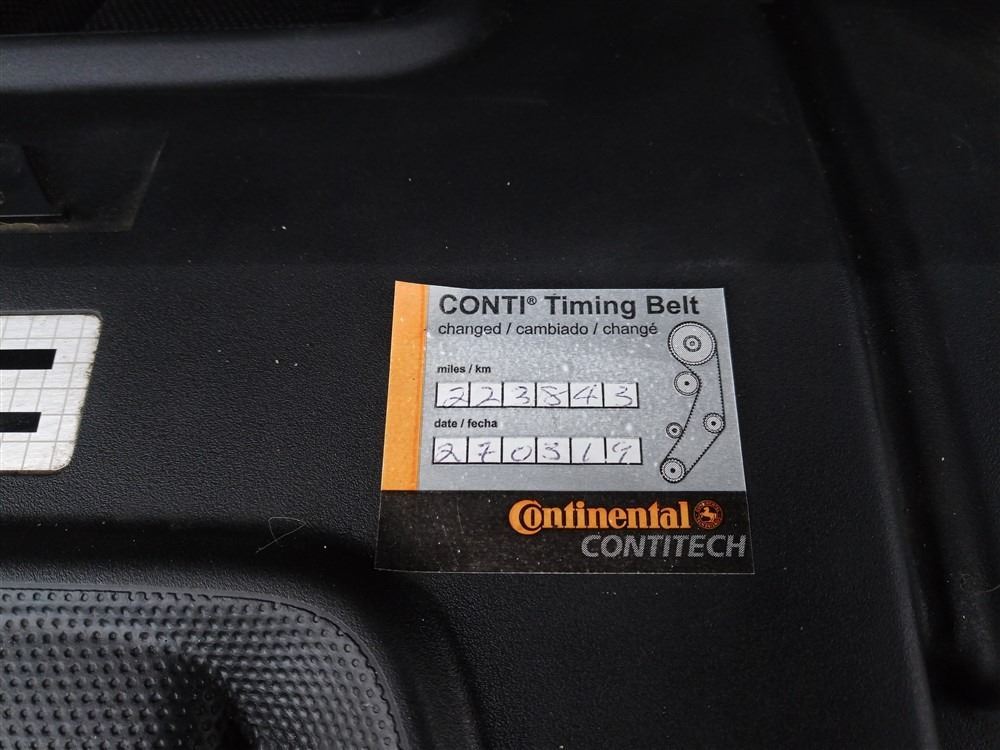 CONTI® Timing Belt
changed / cambiado / changé
miles / km
223843
date / fecha
270319
Continental
CONTITECH